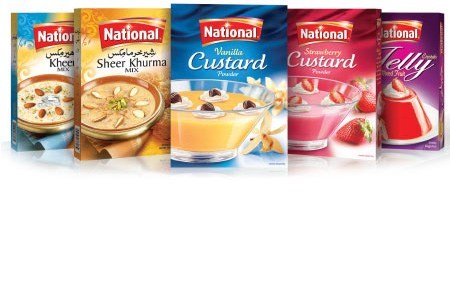 National
Kheer
MIX
National
شیر خرما مکس
Sheer Khurma
MIX
National
Vanilla
Custard
Powder
National
Strawberry
Custard
Powder
National
Jelly